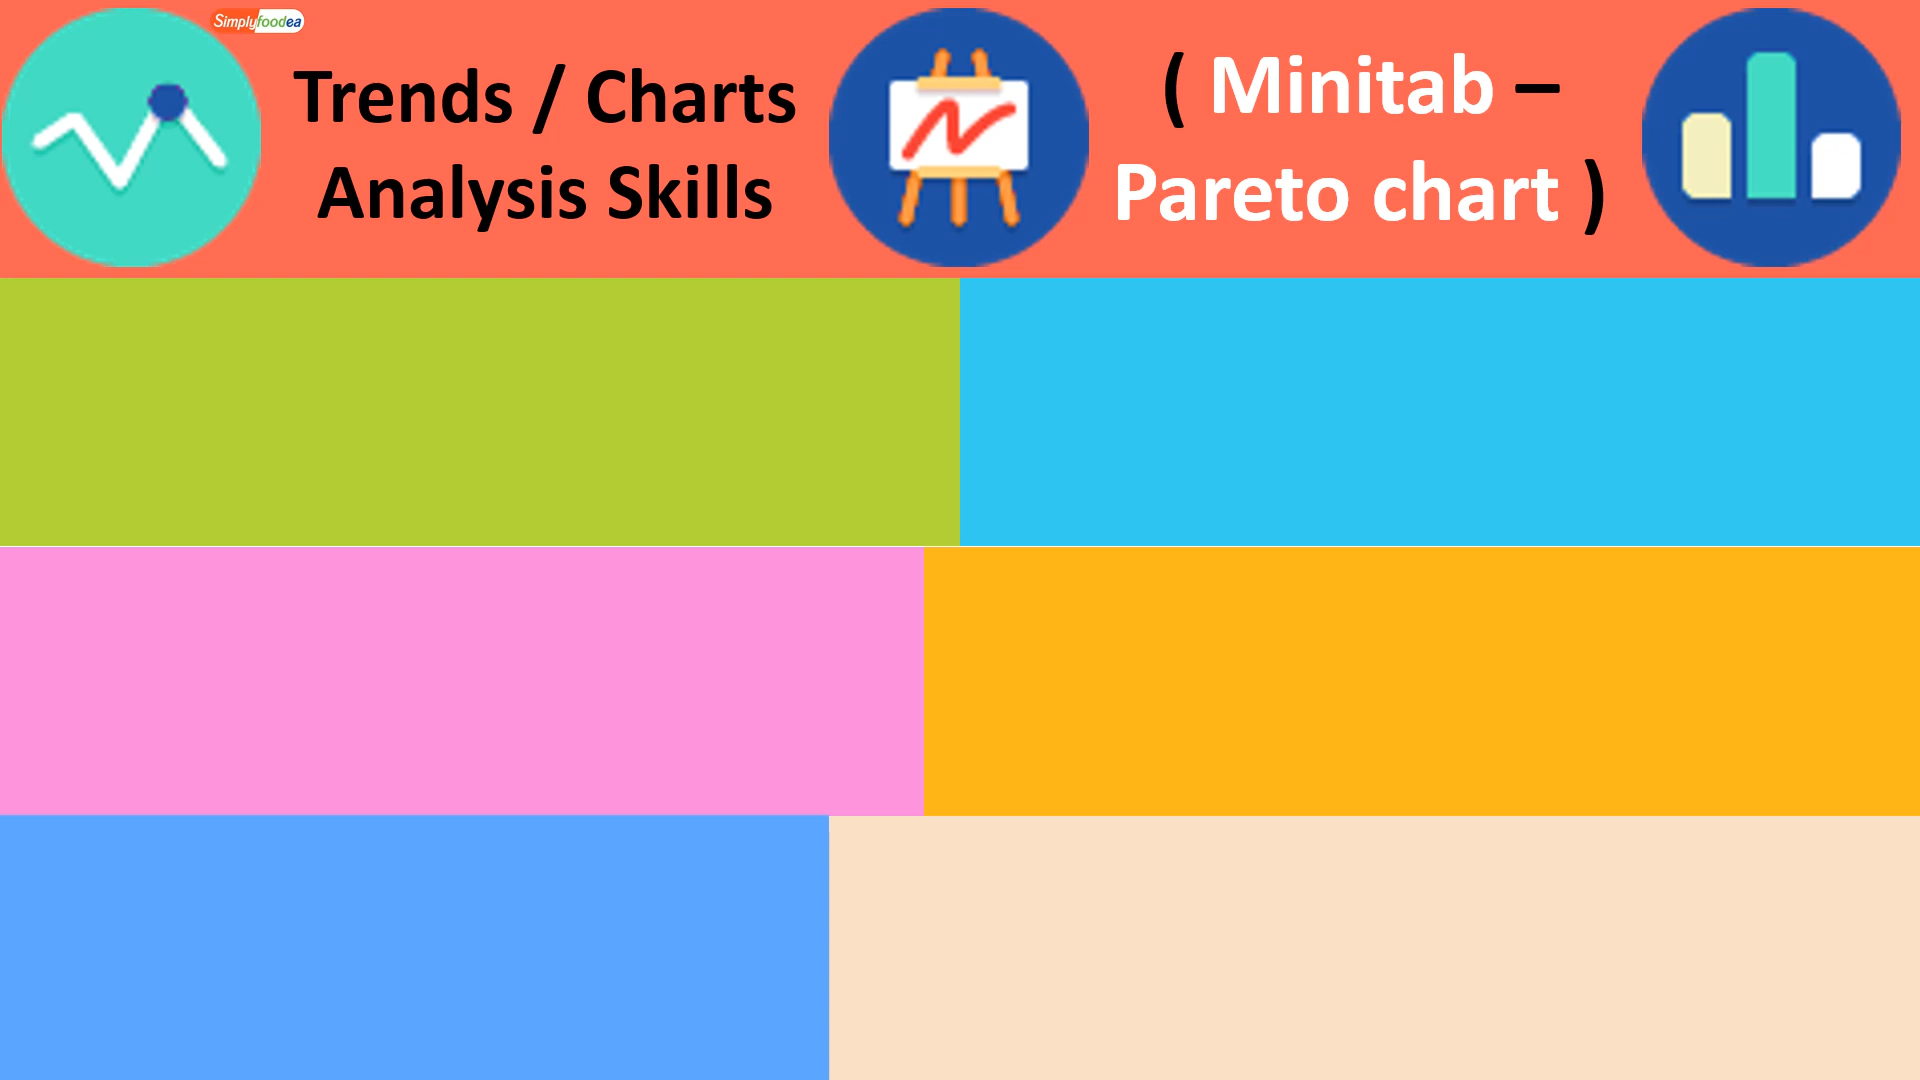 Simplyfoodea
Trends / Charts
Analysis Skills
( Minitab –
Pareto chart )